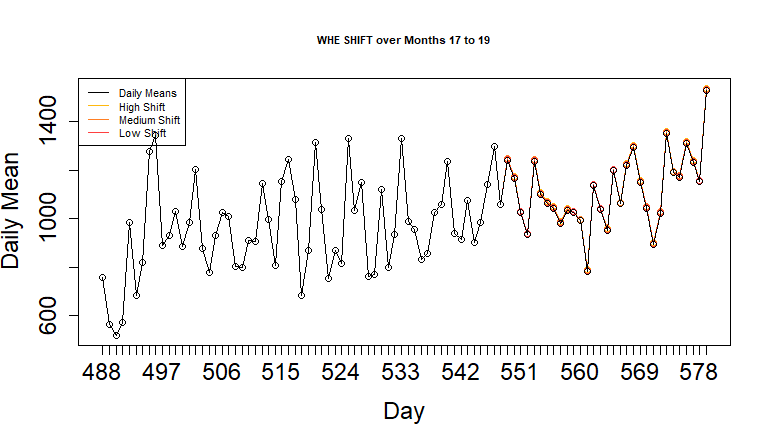 WHE SHIFT over Months 17 to 19
Daily Means
High Shift
Medium Shift
Low Shift
Daily Mean
600
1000
1400
488 497 506 515 524 533 542 551 560 569 578
Day